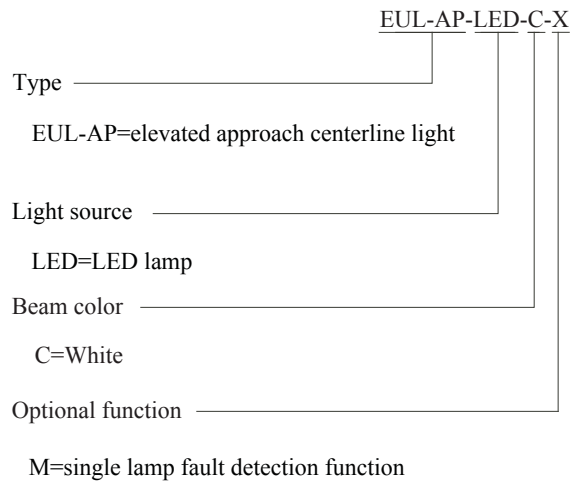 EUL-AP-LED-C-X
Type
EUL-AP=elevated approach centerline light
Light source
LED=LED lamp
Beam color
C=White
Optional function
M=single lamp fault detection function